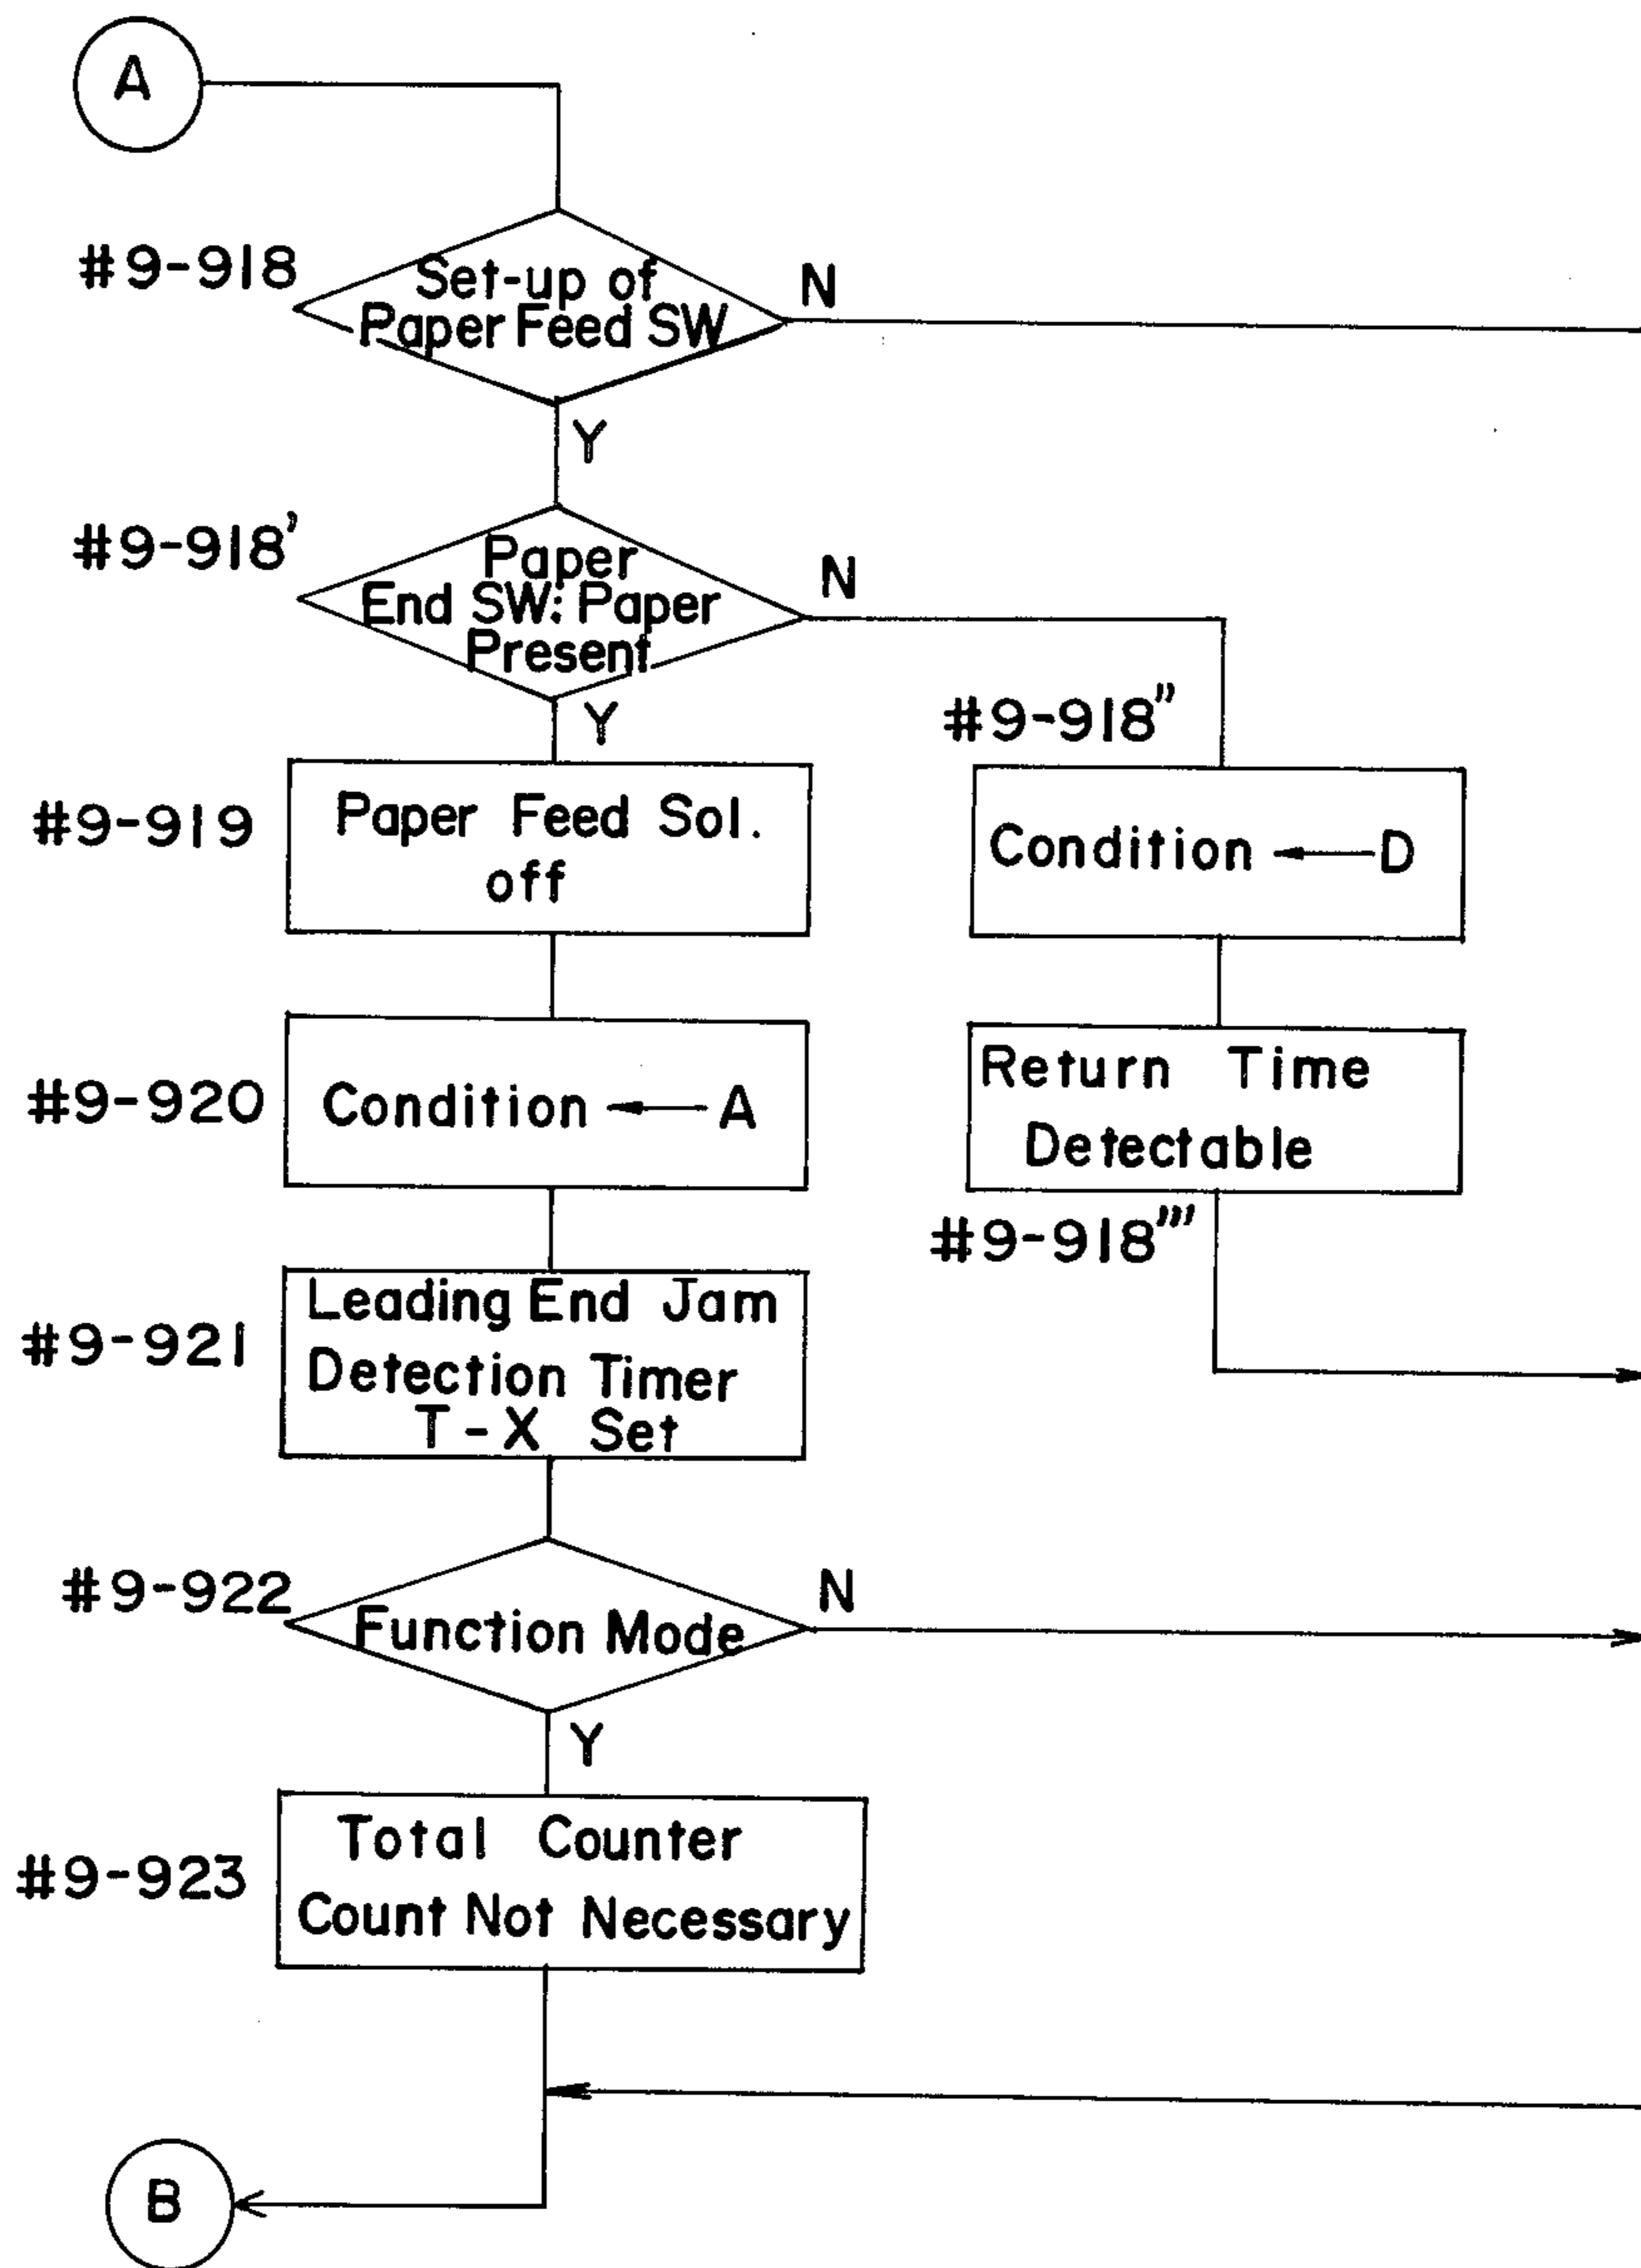 A
#9-918
Set-up of
Paper Feed SW
N
Y
#9-918'
Paper
End SW: Paper
Present
N
Y
#9-918"
#9-919
Paper Feed Sol.
off
Condition ← D
#9-920
Condition ← A
Return Time
Detectable
#9-918'''
#9-921
Leading End Jam
Detection Timer
T-X Set
#9-922
Function Mode
N
Y
#9-923
Total Counter
Count Not Necessary
B